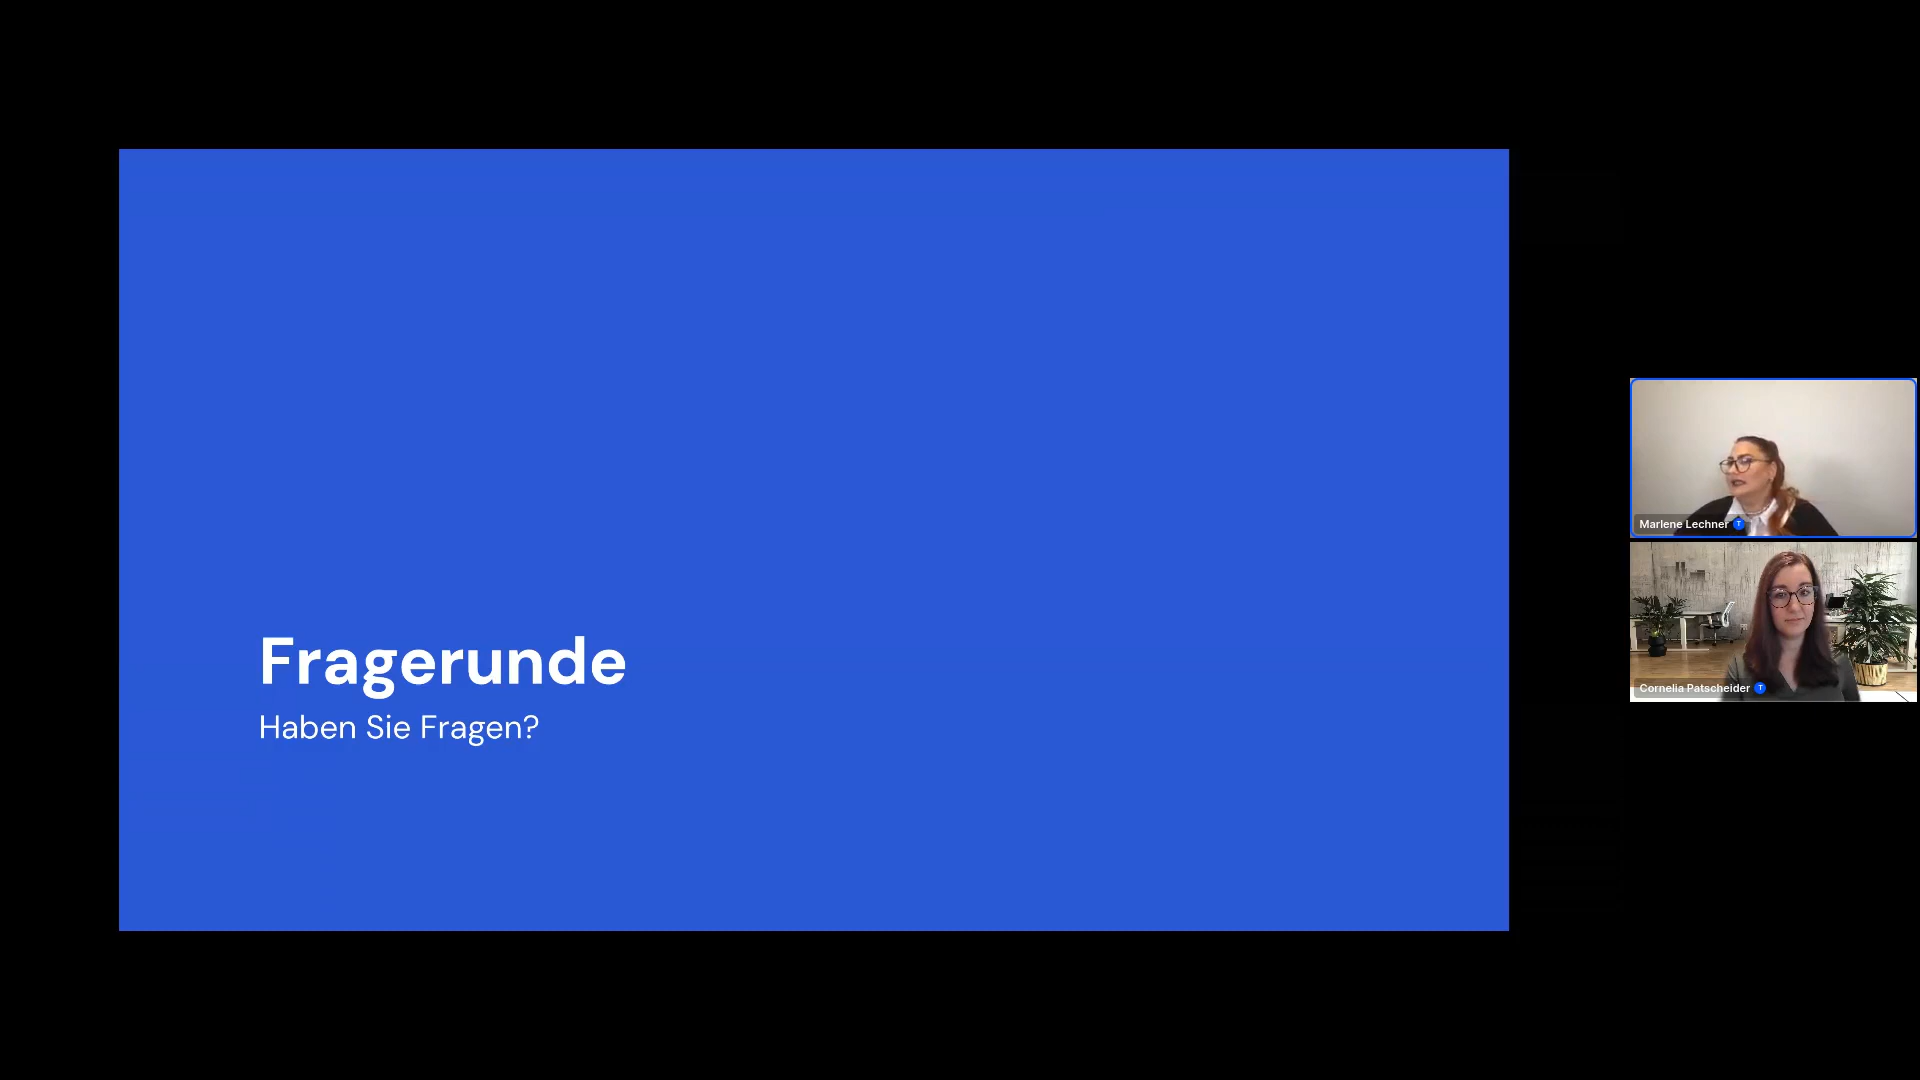 Fragerunde
Haben Sie Fragen?
Marlene Lechner T
Cornelia Patscheider T